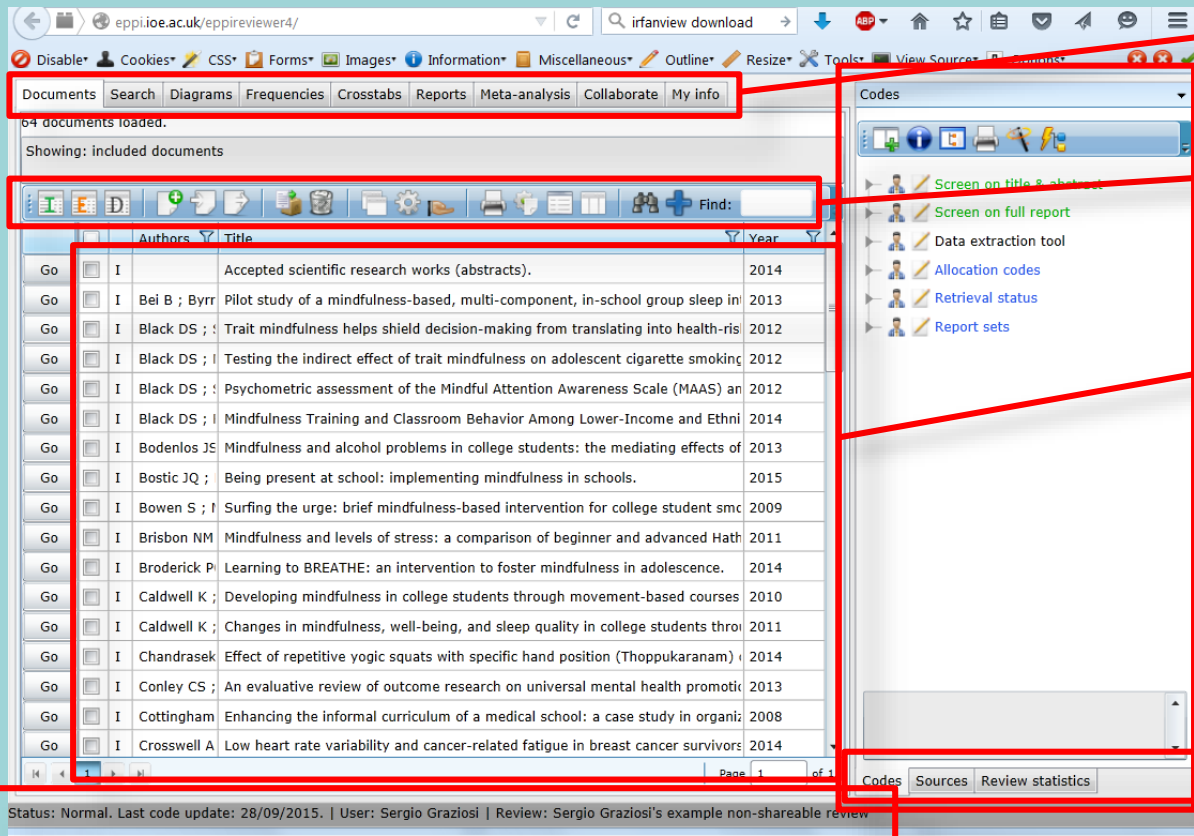 eppi.ioe.ac.uk/eppireviewer4/ irfanview download ABP
Disable Cookies CSS Forms Images Information Miscellaneous Outline Resize Tools View Source Options
Documents Search Diagrams Frequencies Crosstabs Reports Meta-analysis Collaborate My info
Codes
64 documents loaded.
Showing: included documents
I E D Find:
Screen on title & abstract
Screen on full report
Data extraction tool
Allocation codes
Retrieval status
Report sets
Authors Title Year
Go I Accepted scientific research works (abstracts). 2014
Go I Bei B ; Byrr Pilot study of a mindfulness-based, multi-component, in-school group sleep in 2013
Go I Black DS ; Trait mindfulness helps shield decision-making from translating into health-ris 2012
Go I Black DS ; Testing the indirect effect of trait mindfulness on adolescent cigarette smoking 2012
Go I Black DS ; Psychometric assessment of the Mindful Attention Awareness Scale (MAAS) an 2012
Go I Black DS ; Mindfulness Training and Classroom Behavior Among Lower-Income and Ethni 2014
Go I Bodenlos JS Mindfulness and alcohol problems in college students: the mediating effects of 2013
Go I Bostic JQ ; Being present at school: implementing mindfulness in schools. 2015
Go I Bowen S ; Surfing the urge: brief mindfulness-based intervention for college student smo 2009
Go I Brisbon NM Mindfulness and levels of stress: a comparison of beginner and advanced Hath 2011
Go I Broderick P Learning to BREATHE: an intervention to foster mindfulness in adolescence. 2014
Go I Caldwell K ; Developing mindfulness in college students through movement-based courses 2010
Go I Caldwell K ; Changes in mindfulness, well-being, and sleep quality in college students throu 2011
Go I Chandrasek Effect of repetitive yogic squats with specific hand position (Thoppukaranam) 2014
Go I Conley CS ; An evaluative review of outcome research on universal mental health promotio 2013
Go I Cottingham Enhancing the informal curriculum of a medical school: a case study in organiz 2008
Go I Crosswell A Low heart rate variability and cancer-related fatigue in breast cancer survivors 2014
1 Page 1 of 1
Codes Sources Review statistics
Status: Normal. Last code update: 28/09/2015. | User: Sergio Graziosi | Review: Sergio Graziosi's example non-shareable review